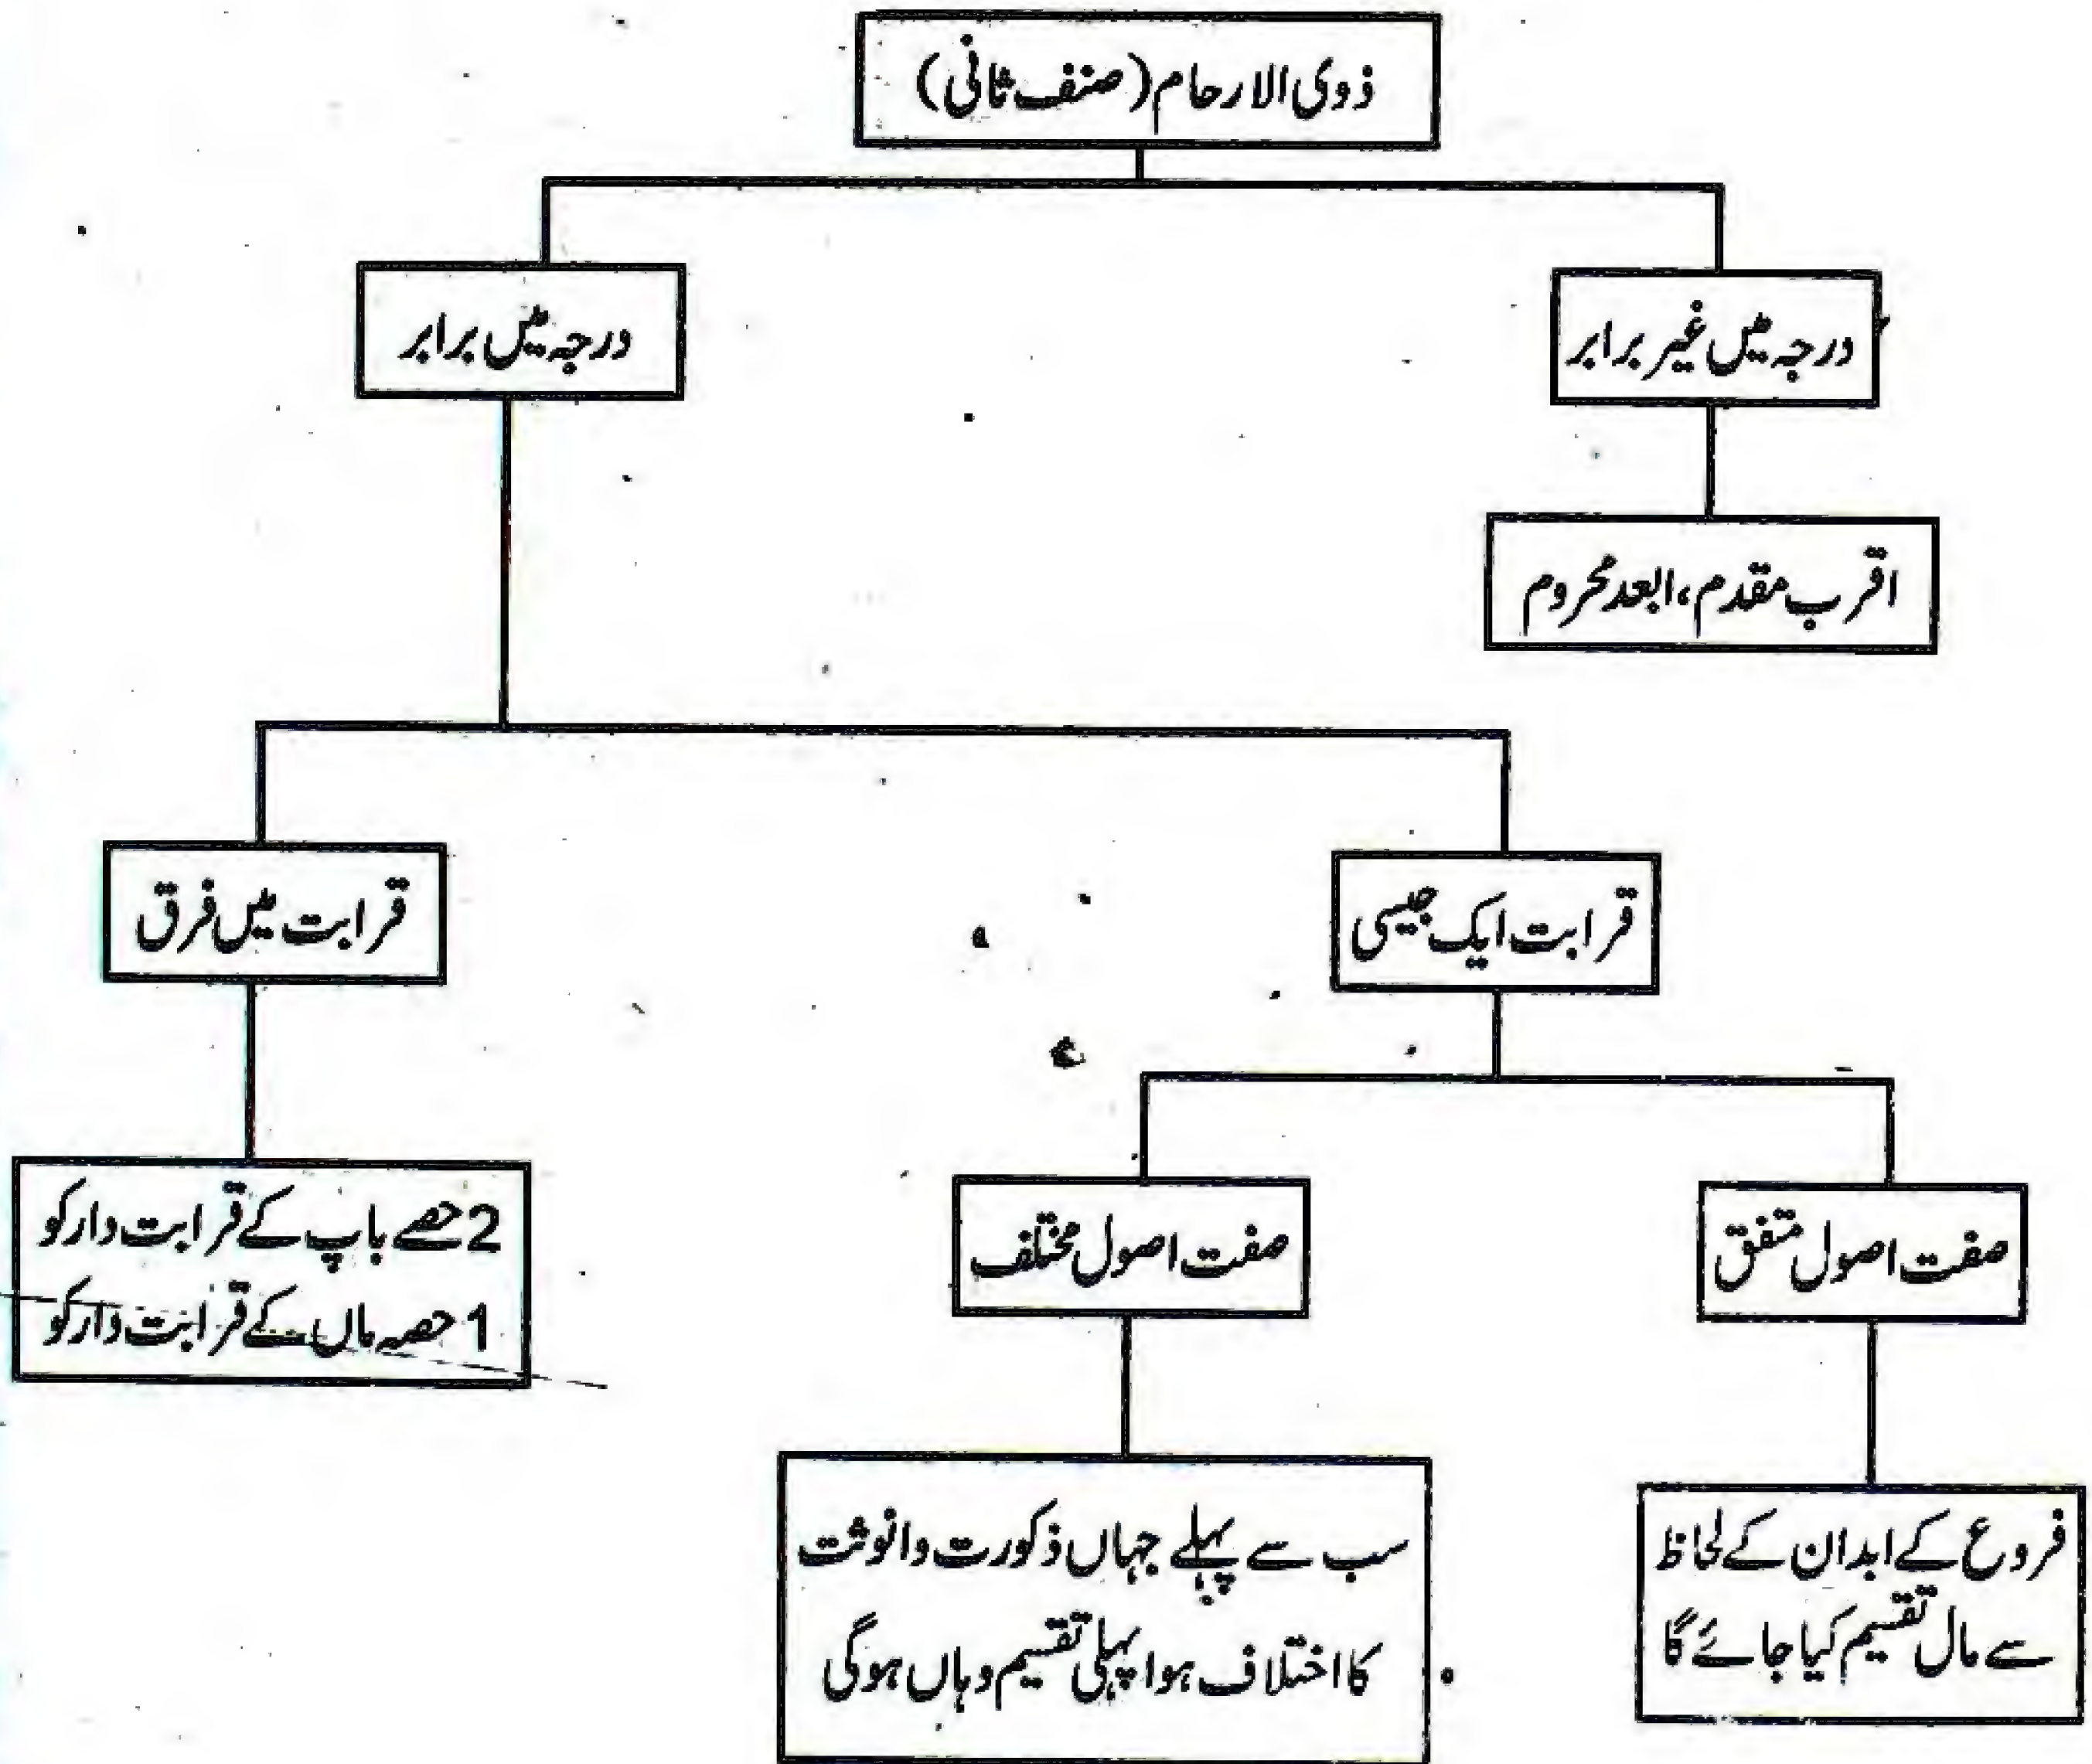 ذوی الارحام (صنف ثانی)
درجہ میں غیر برابر
درجہ میں برابر
اقرب مقدم، ابعد محروم
قرابت ایک جیسی
قرابت میں فرق
صفت اصول متفق
صفت اصول مختلف
2 حصے باپ کے قرابت دار کو
1 حصہ ماں کے قرابت دار کو
فروع کے ابدان کے لحاظ
سے مال تقسیم کیا جائے گا
سب سے پہلے جہاں ذکورت وانوثت
کا اختلاف ہوا پہلی تقسیم وہاں ہوگی